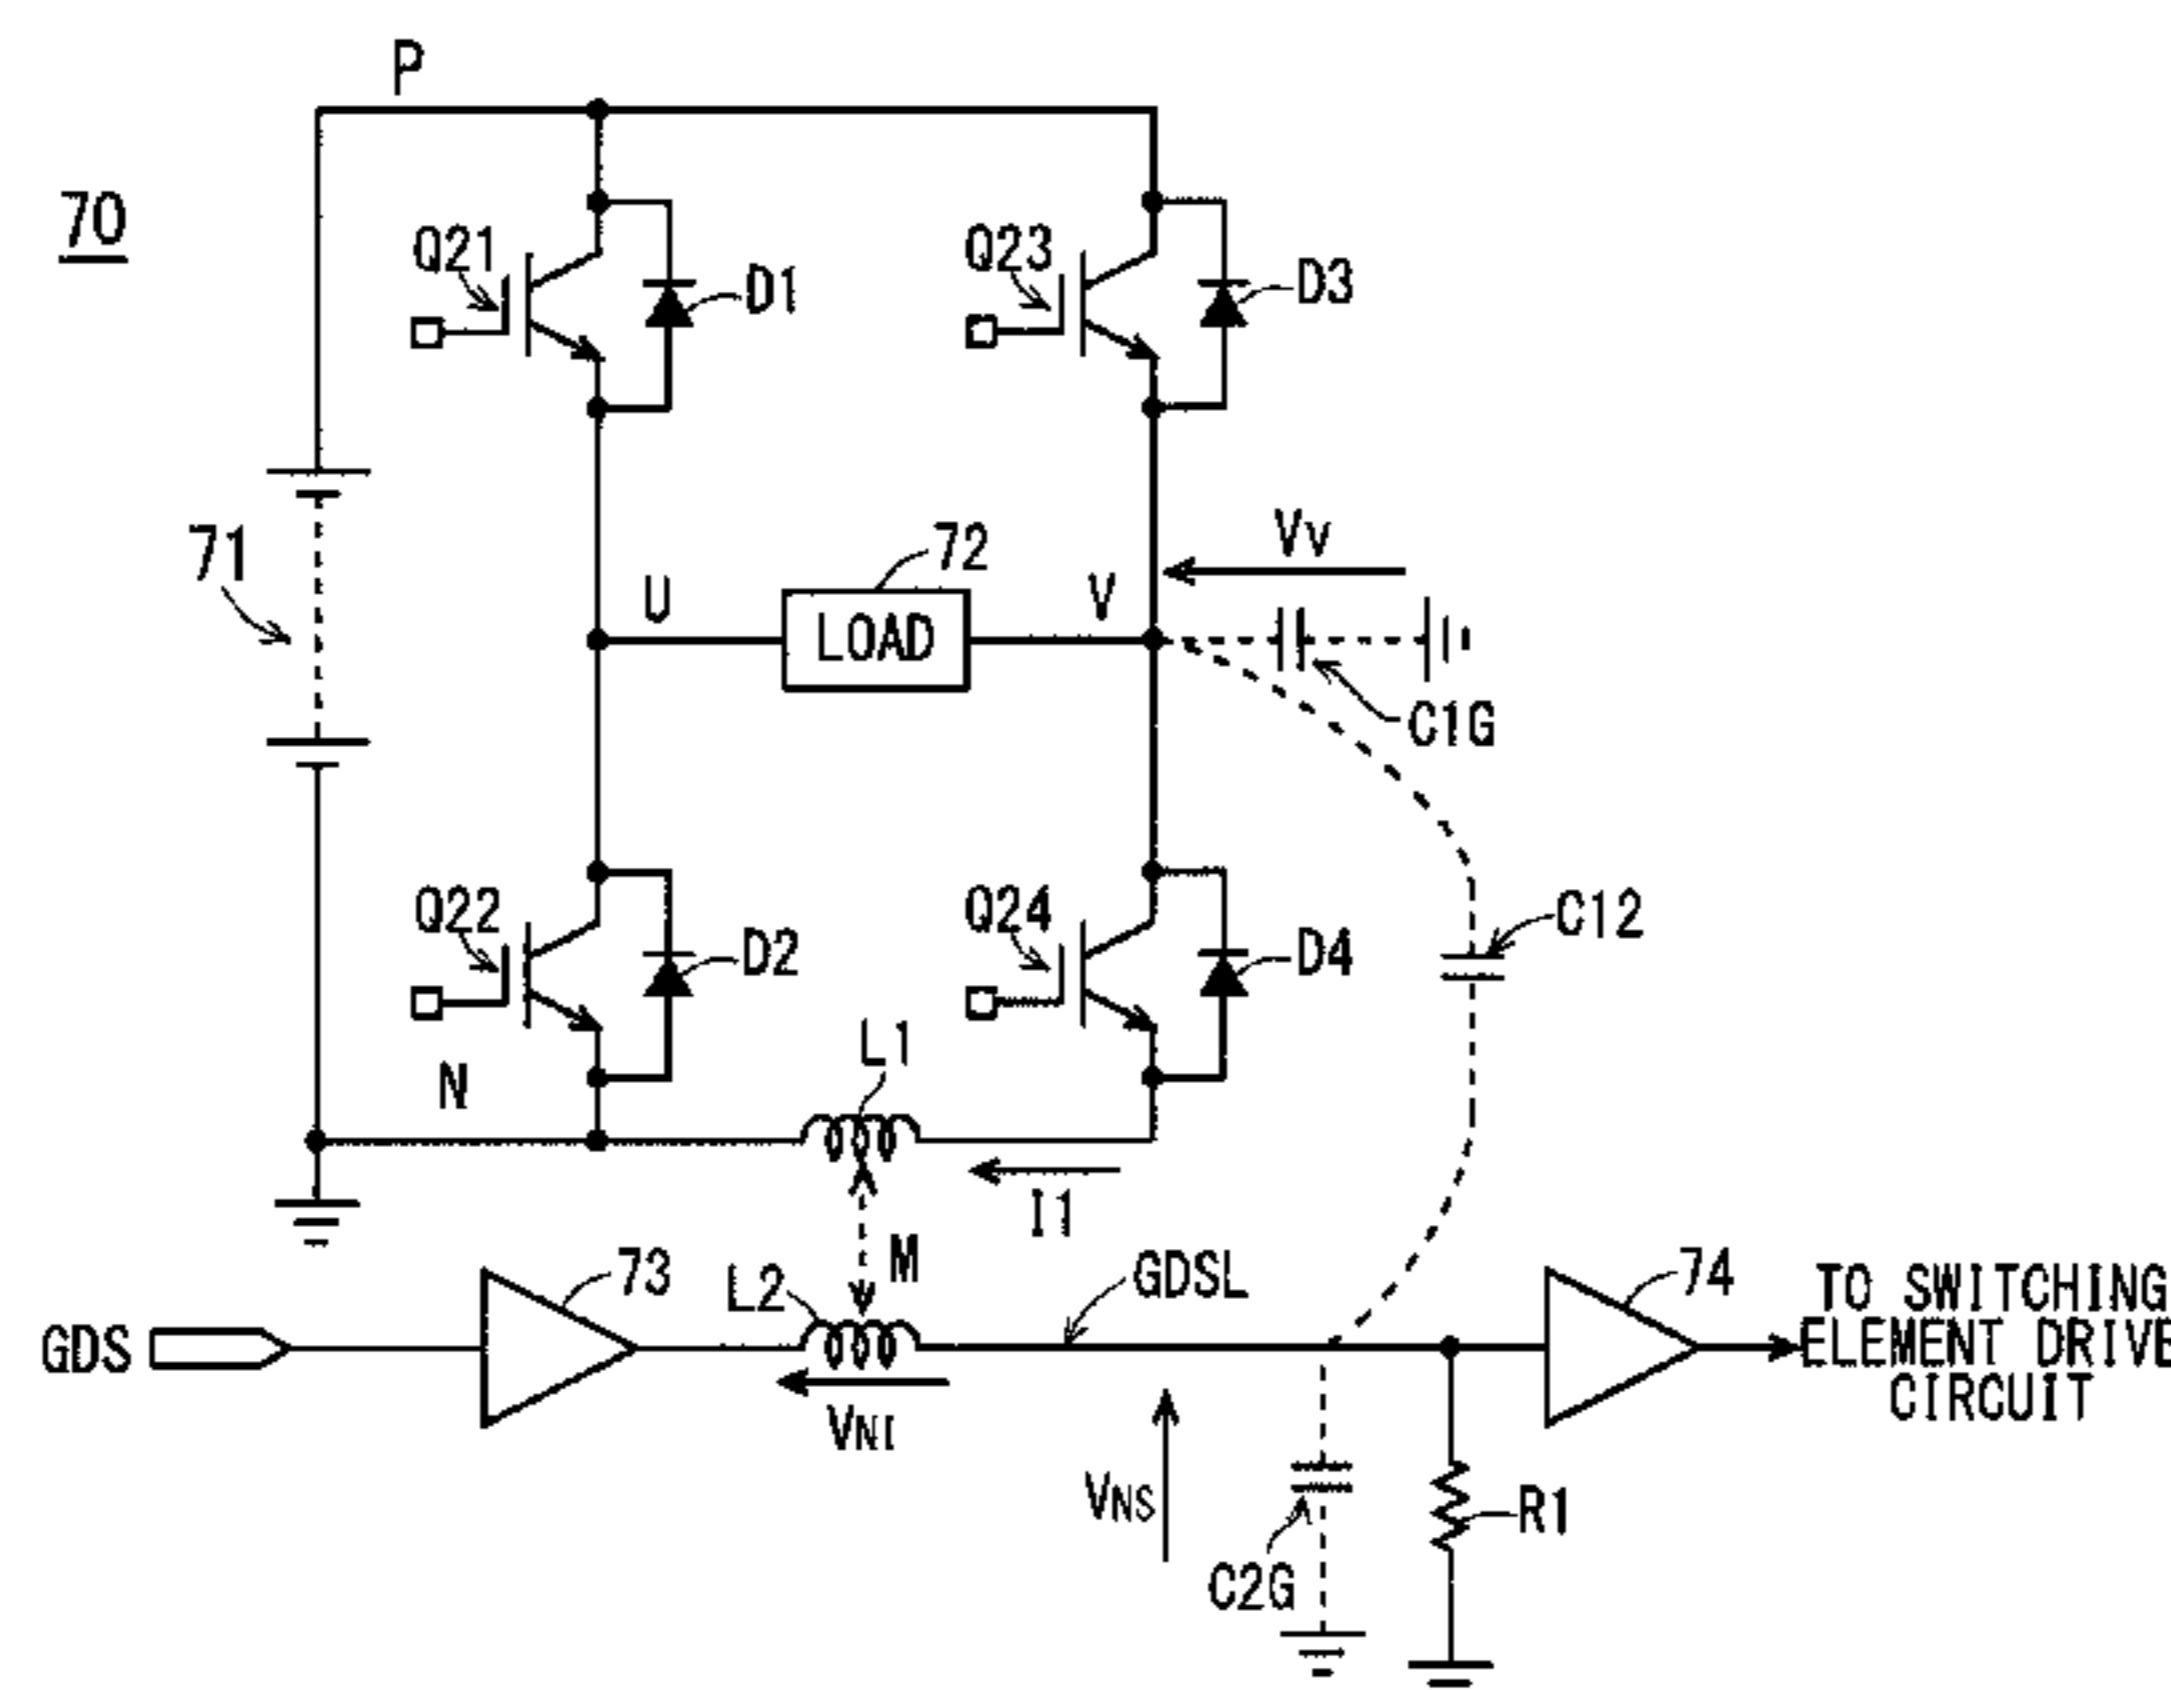 P
70
Q21
D1
Q23
D3
71
U
72
LOAD
V
VV
C1G
Q22
D2
Q24
D4
C12
N
L1
I1
M
GDS
73
L2
VNI
GDSL
VNS
C2G
R1
74
TO SWITCHING
ELEMENT DRIVE
CIRCUIT